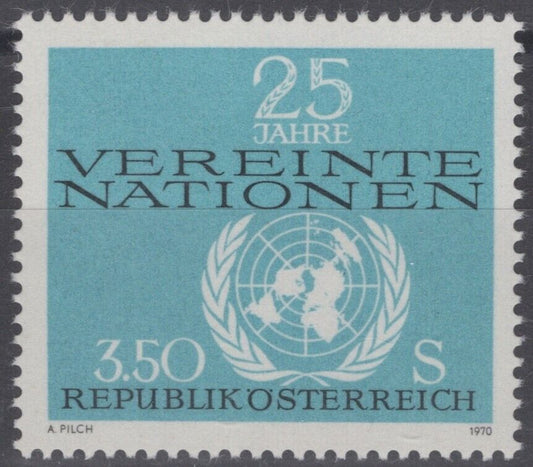 25
JAHRE
VEREINTE
NATIONEN
3.50 S
REPUBLIK ÖSTERREICH
A. PILCH 1970